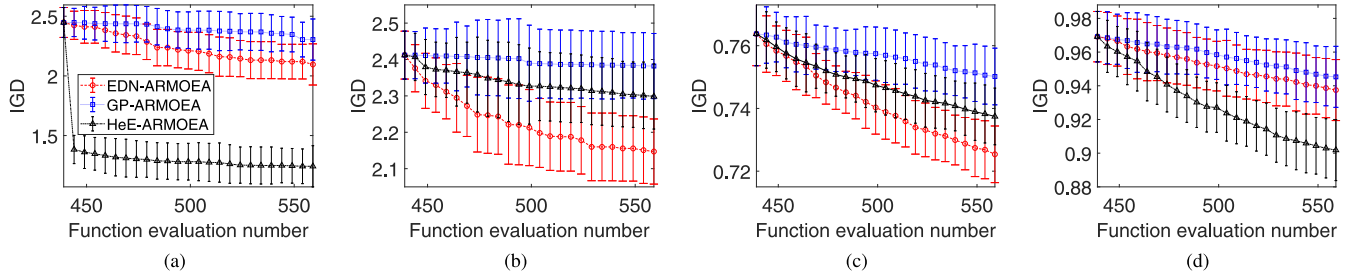 2.5
2
1.5
IGD
EDN-ARMOEA
GP-ARMOEA
HeE-ARMOEA
450 500 550
Function evaluation number
(a)
2.5
2.4
2.3
2.2
2.1
450 500 550
Function evaluation number
(b)
0.76
0.74
0.72
450 500 550
Function evaluation number
(c)
0.98
0.96
0.94
0.92
0.9
0.88
450 500 550
Function evaluation number
(d)